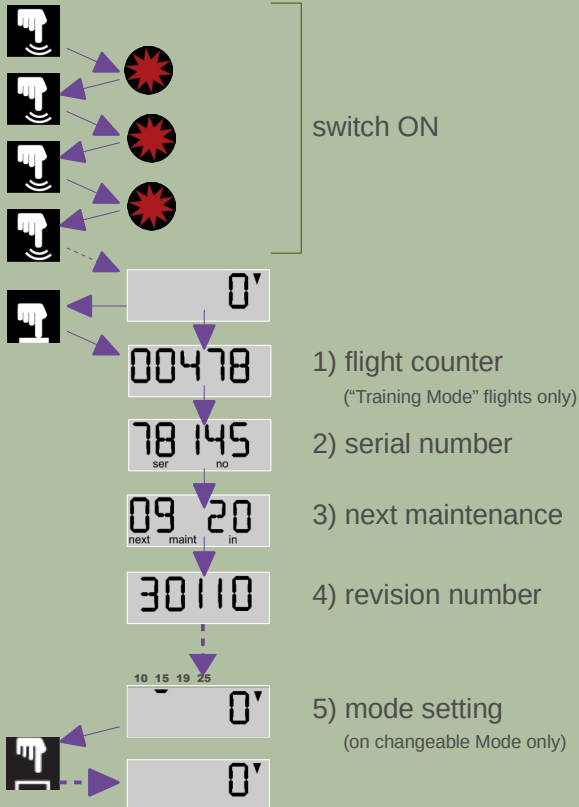 switch ON
0'
00478
1) flight counter
("Training Mode" flights only)
78 145
ser no
2) serial number
09 20
next maint in
3) next maintenance
30110
4) revision number
10 15 19 25
0'
5) mode setting
(on changeable Mode only)
0'